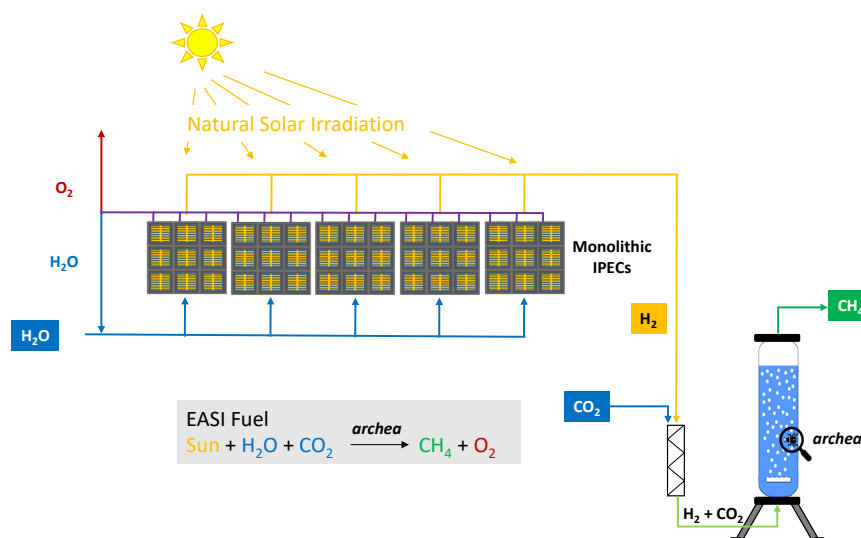 Natural Solar Irradiation
O₂
H₂O
Monolithic
IPECs
H₂O
H₂
CH₄
CO₂
EASI Fuel
archea
Sun + H₂O + CO₂ → CH₄ + O₂
archea
H₂ + CO₂